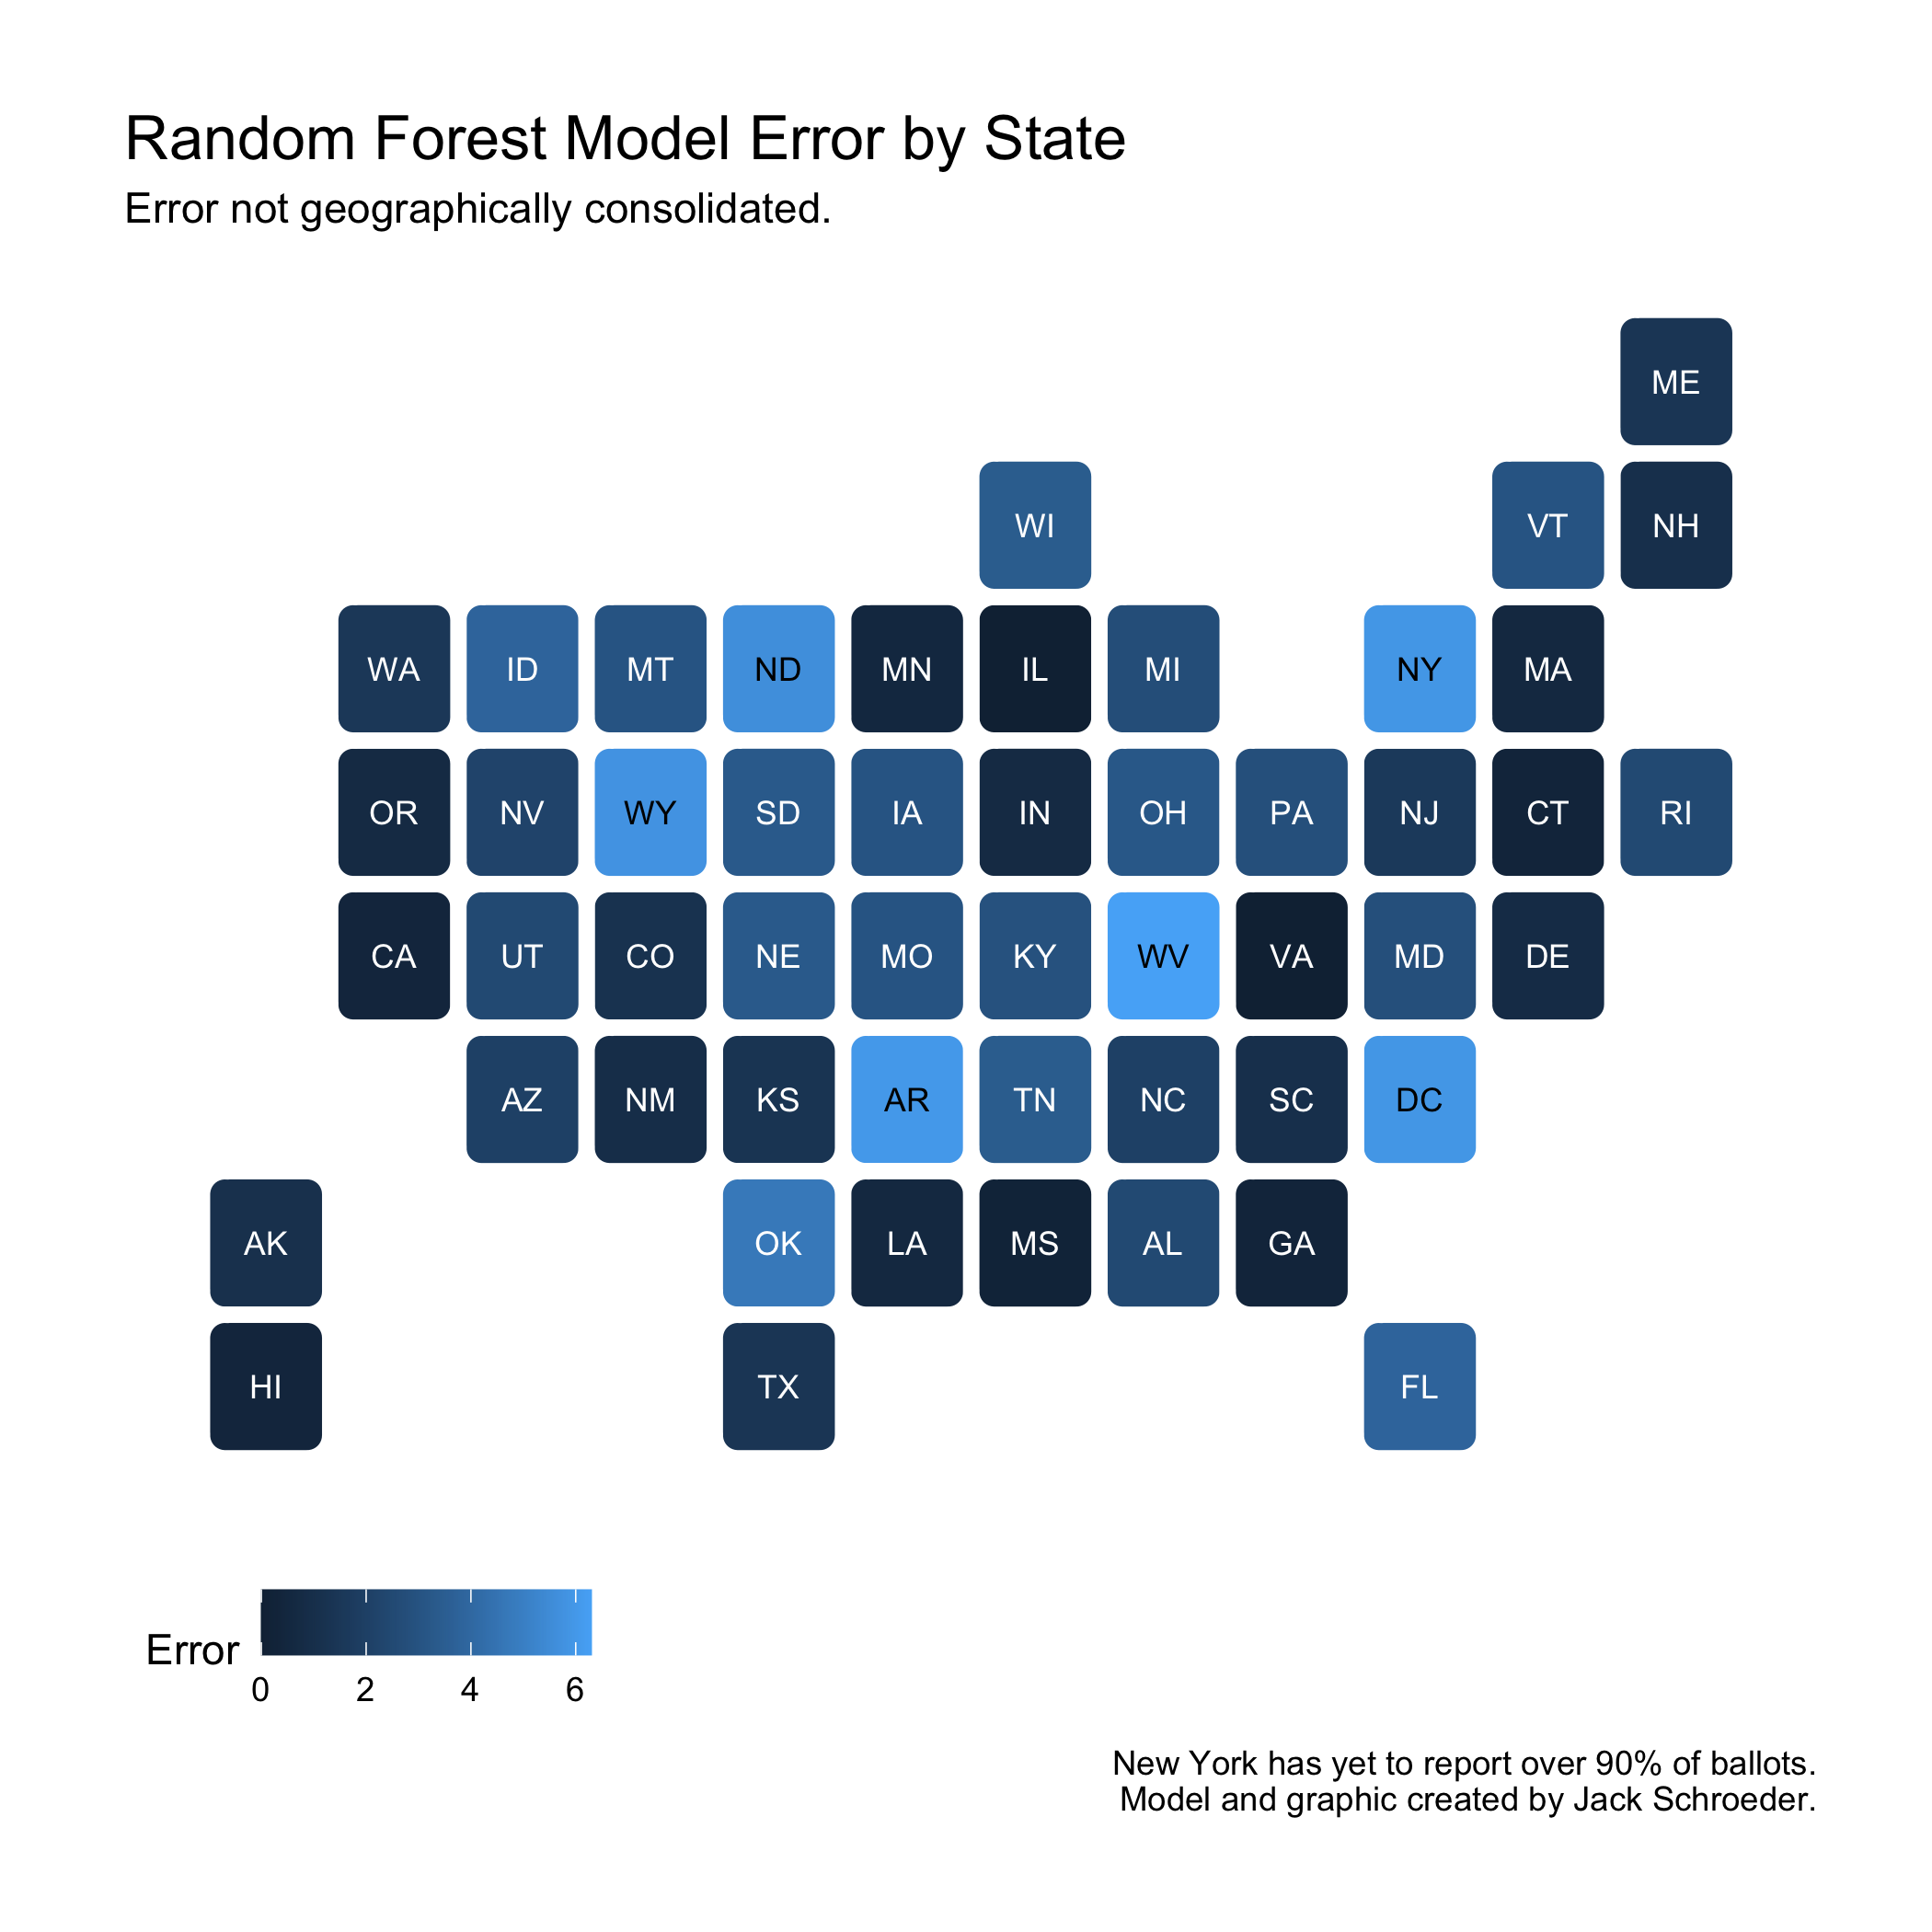 Random Forest Model Error by State
Error not geographically consolidated.
ME
WI VT NH
WA ID MT ND MN IL MI NY MA
OR NV WY SD IA IN OH PA NJ CT RI
CA UT CO NE MO KY WV VA MD DE
AZ NM KS AR TN NC SC DC
AK OK LA MS AL GA
HI TX FL
Error
0 2 4 6
New York has yet to report over 90% of ballots.
Model and graphic created by Jack Schroeder.